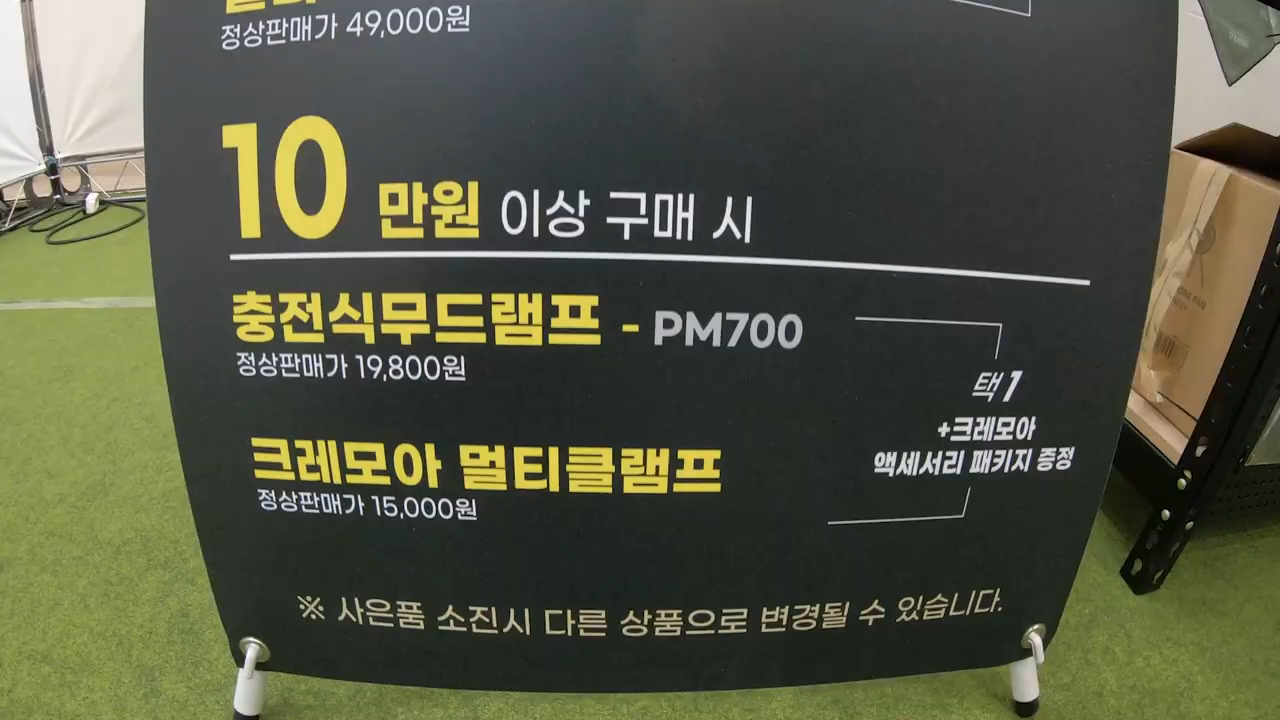 정상판매가 49,000원
10만원 이상 구매 시
충전식무드램프 - PM700
정상판매가 19,800원
택1
+크레모아
액세서리 패키지 증정
크레모아 멀티클램프
정상판매가 15,000원
※ 사은품 소진시 다른 상품으로 변경될 수 있습니다.